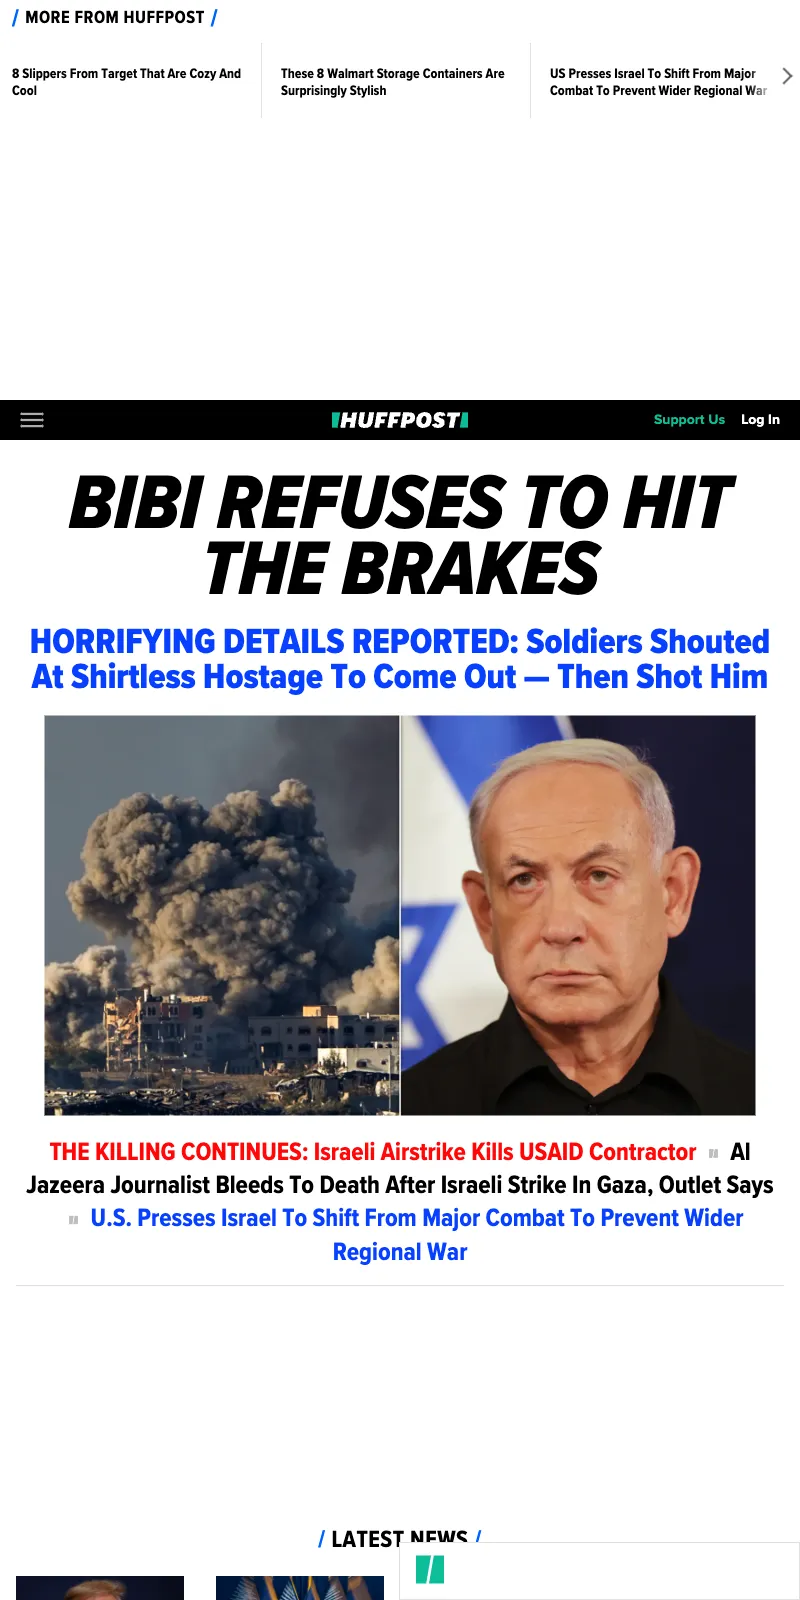 / MORE FROM HUFFPOST /
8 Slippers From Target That Are Cozy And
Cool
These 8 Walmart Storage Containers Are
Surprisingly Stylish
US Presses Israel To Shift From Major
Combat To Prevent Wider Regional War
HUFFPOST
Support Us
Log In
BIBI REFUSES TO HIT
THE BRAKES
HORRIFYING DETAILS REPORTED: Soldiers Shouted
At Shirtless Hostage To Come Out — Then Shot Him
THE KILLING CONTINUES: Israeli Airstrike Kills USAID Contractor Al
Jazeera Journalist Bleeds To Death After Israeli Strike In Gaza, Outlet Says
U.S. Presses Israel To Shift From Major Combat To Prevent Wider
Regional War
/ LATEST NEWS /